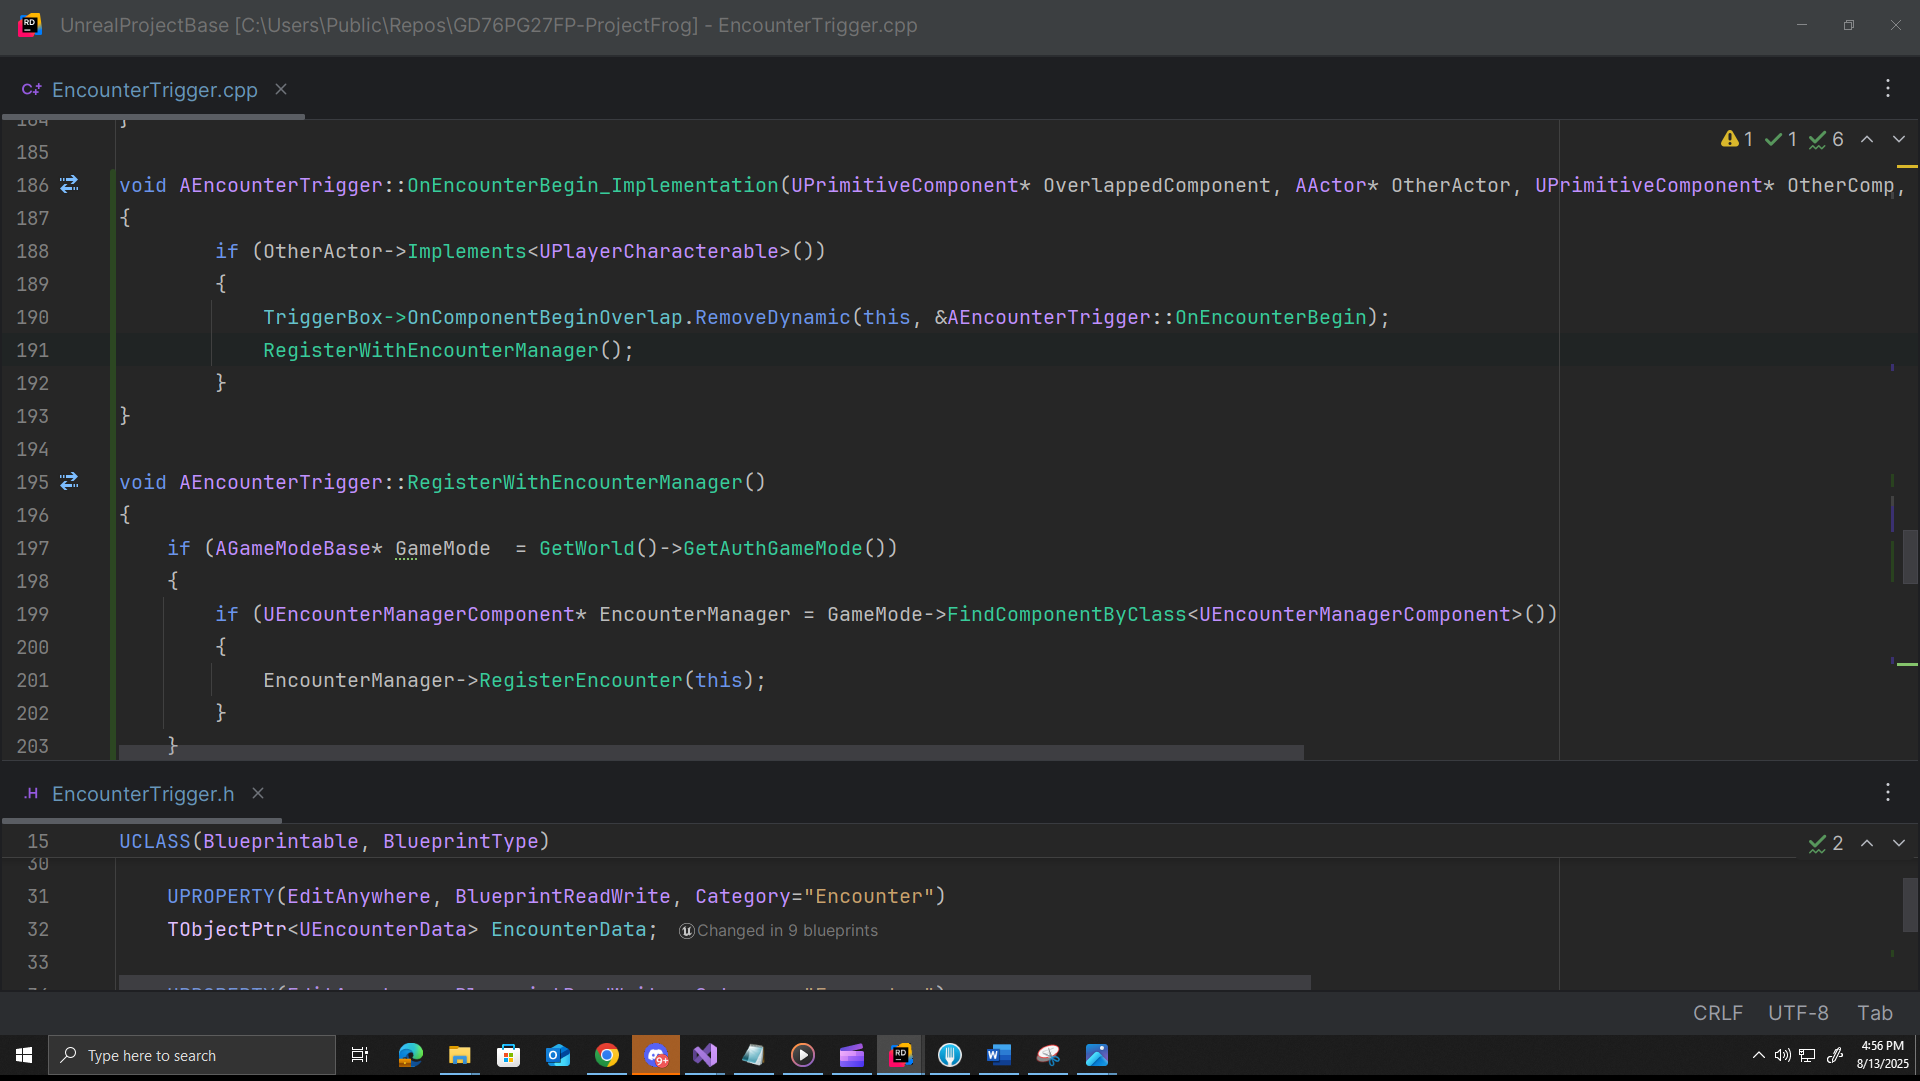 UnrealProjectBase [C:\Users\Public\Repos\GD76PG27FP-ProjectFrog] - EncounterTrigger.cpp
C++ EncounterTrigger.cpp
184 }
185
1 1 6
186 void AEncounterTrigger::OnEncounterBegin_Implementation(UPrimitiveComponent* OverlappedComponent, AActor* OtherActor, UPrimitiveComponent* OtherComp,
187 {
188 if (OtherActor->Implements<UPlayerCharacterable>())
189 {
190 TriggerBox->OnComponentBeginOverlap.RemoveDynamic(this, &AEncounterTrigger::OnEncounterBegin);
191 RegisterWithEncounterManager();
192 }
193 }
194
195 void AEncounterTrigger::RegisterWithEncounterManager()
196 {
197 if (AGameModeBase* GameMode = GetWorld()->GetAuthGameMode())
198 {
199 if (UEncounterManagerComponent* EncounterManager = GameMode->FindComponentByClass<UEncounterManagerComponent>())
200 {
201 EncounterManager->RegisterEncounter(this);
202 }
203 }
.H EncounterTrigger.h
15 UCLASS(Blueprintable, BlueprintType)
2
30
31 UPROPERTY(EditAnywhere, BlueprintReadWrite, Category="Encounter")
32 TObjectPtr<UEncounterData> EncounterData; Changed in 9 blueprints
33
CRLF UTF-8 Tab
Type here to search
9+
RD
4:56 PM
8/13/2025